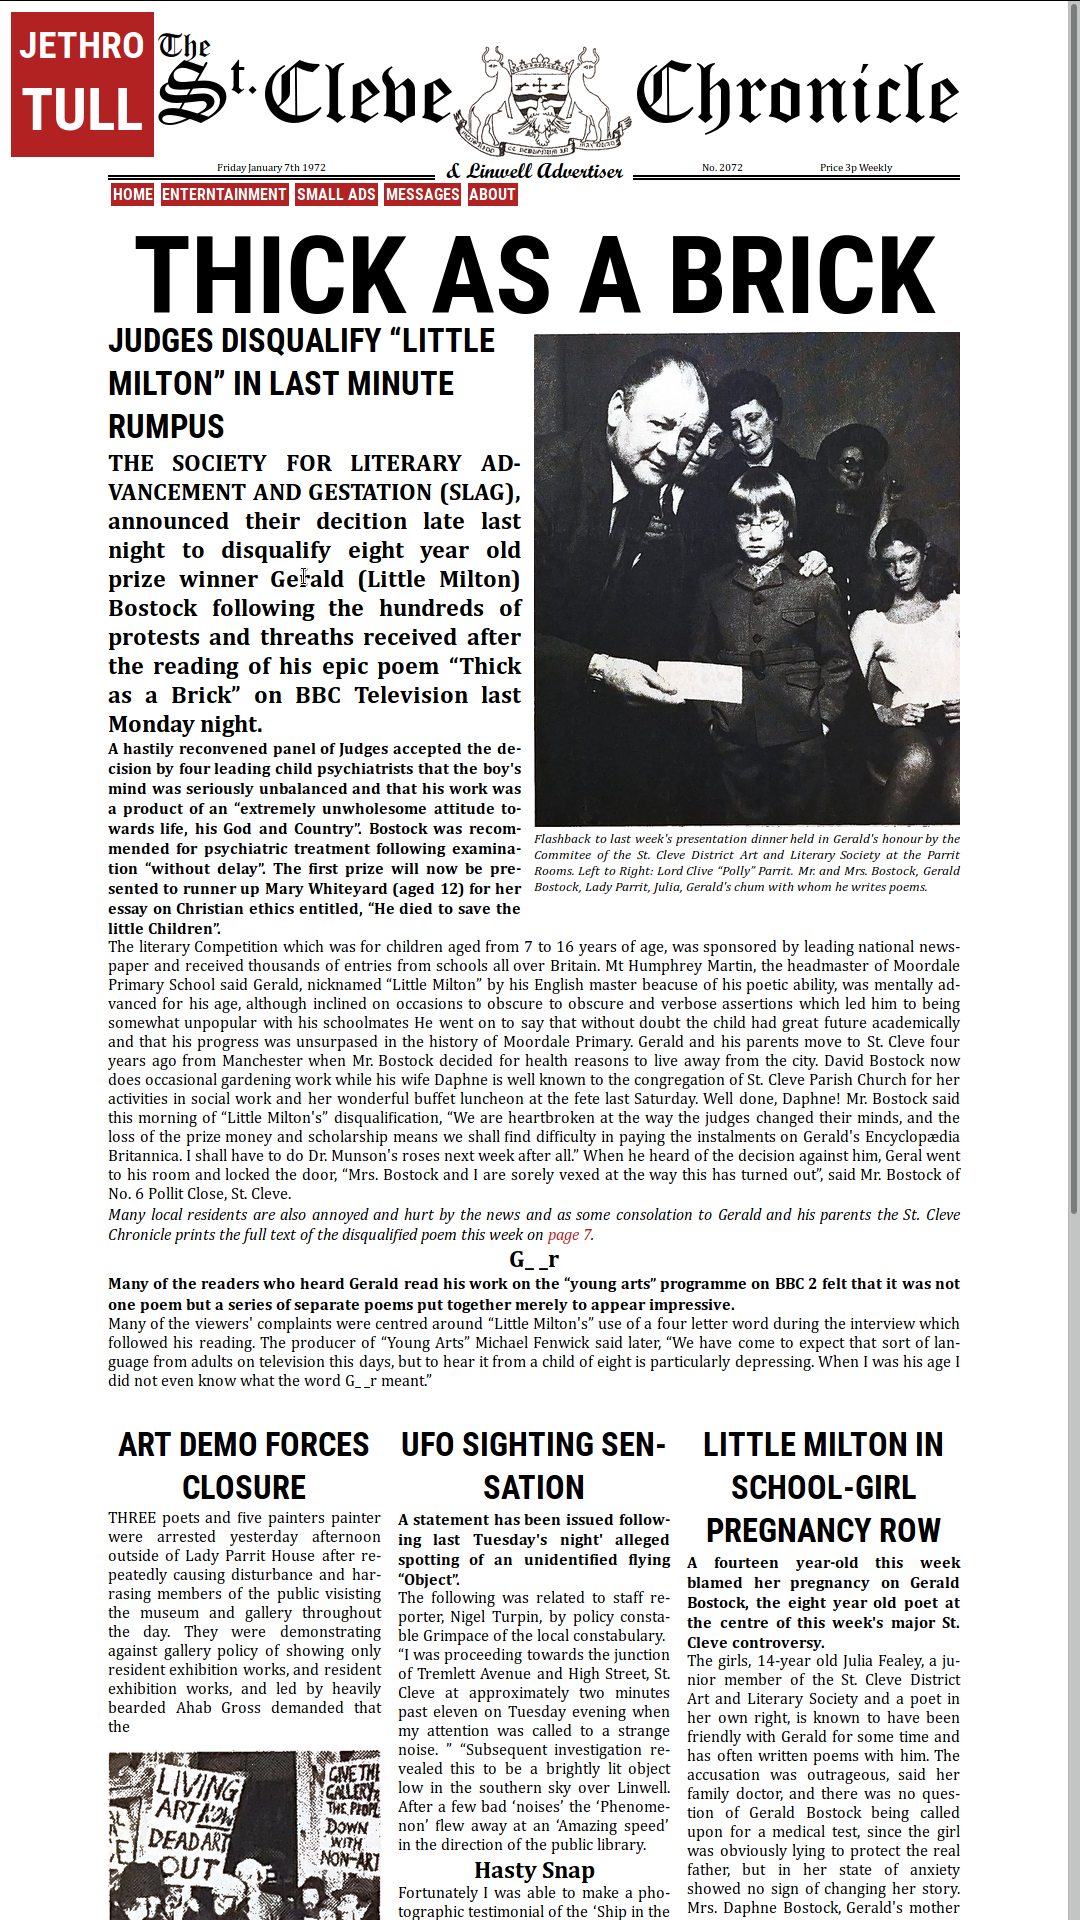 JETHRO
TULL
The
St. Cleve Chronicle
& Linwell Advertiser
Friday January 7th 1972
No. 2072
Price 3p Weekly
HOME ENTERNTAINMENT SMALL ADS MESSAGES ABOUT
THICK AS A BRICK
JUDGES DISQUALIFY “LITTLE
MILTON” IN LAST MINUTE
RUMPUS
THE SOCIETY FOR LITERARY AD-
VANCEMENT AND GESTATION (SLAG),
announced their decition late last
night to disqualify eight year old
prize winner Gerald (Little Milton)
Bostock following the hundreds of
protests and threaths received after
the reading of his epic poem “Thick
as a Brick” on BBC Television last
Monday night.
A hastily reconvened panel of Judges accepted the de-
cision by four leading child psychiatrists that the boy's
mind was seriously unbalanced and that his work was
a product of an “extremely unwholesome attitude to-
wards life, his God and Country”. Bostock was recom-
mended for psychiatric treatment following examina-
tion “without delay”. The first prize will now be pre-
sented to runner up Mary Whiteyard (aged 12) for her
essay on Christian ethics entitled, “He died to save the
little Children”.
Flashback to last week's presentation dinner held in Gerald's honour by the
Commitee of the St. Cleve District Art and Literary Society at the Parrit
Rooms. Left to Right: Lord Clive “Polly” Parrit. Mr. and Mrs. Bostock, Gerald
Bostock, Lady Parrit, Julia, Gerald's chum with whom he writes poems.
The literary Competition which was for children aged from 7 to 16 years of age, was sponsored by leading national news-
paper and received thousands of entries from schools all over Britain. Mt Humphrey Martin, the headmaster of Moordale
Primary School said Gerald, nicknamed “Little Milton” by his English master beacuse of his poetic ability, was mentally ad-
vanced for his age, although inclined on occasions to obscure to obscure and verbose assertions which led him to being
somewhat unpopular with his schoolmates He went on to say that without doubt the child had great future academically
and that his progress was unsurpased in the history of Moordale Primary. Gerald and his parents move to St. Cleve four
years ago from Manchester when Mr. Bostock decided for health reasons to live away from the city. David Bostock now
does occasional gardening work while his wife Daphne is well known to the congregation of St. Cleve Parish Church for her
activities in social work and her wonderful buffet luncheon at the fete last Saturday. Well done, Daphne! Mr. Bostock said
this morning of “Little Milton's” disqualification, “We are heartbroken at the way the judges changed their minds, and the
loss of the prize money and scholarship means we shall find difficulty in paying the instalments on Gerald's Encyclopædia
Britannica. I shall have to do Dr. Munson's roses next week after all.” When he heard of the decision against him, Geral went
to his room and locked the door, “Mrs. Bostock and I are sorely vexed at the way this has turned out”, said Mr. Bostock of
No. 6 Pollit Close, St. Cleve.
Many local residents are also annoyed and hurt by the news and as some consolation to Gerald and his parents the St. Cleve
Chronicle prints the full text of the disqualified poem this week on page 7.
G_ _r
Many of the readers who heard Gerald read his work on the “young arts” programme on BBC 2 felt that it was not
one poem but a series of separate poems put together merely to appear impressive.
Many of the viewers' complaints were centred around “Little Milton's” use of a four letter word during the interview which
followed his reading. The producer of “Young Arts” Michael Fenwick said later, “We have come to expect that sort of lan-
guage from adults on television this days, but to hear it from a child of eight is particularly depressing. When I was his age I
did not even know what the word G_ _r meant.”
ART DEMO FORCES
CLOSURE
THREE poets and five painters painter
were arrested yesterday afternoon
outside of Lady Parrit House after re-
peatedly causing disturbance and har-
rasing members of the public visisting
the museum and gallery throughout
the day. They were demonstrating
against gallery policy of showing only
resident exhibition works, and resident
exhibition works, and led by heavily
bearded Ahab Gross demanded that
the
LIVING
ART NOW
DEAD ART
OUT
GIVE THE
GALLERY
THE PEOPL
DOWN
WITH
NON-ART
UFO SIGHTING SEN-
SATION
A statement has been issued follow-
ing last Tuesday's night' alleged
spotting of an unidentified flying
“Object”.
The following was related to staff re-
porter, Nigel Turpin, by policy consta-
ble Grimpace of the local constabulary.
“I was proceeding towards the junction
of Tremlett Avenue and High Street, St.
Cleve at approximately two minutes
past eleven on Tuesday evening when
my attention was called to a strange
noise. ” “Subsequent investigation re-
vealed this to be a brightly lit object
low in the southern sky over Linwell.
After a few bad ‘noises’ the ‘Phenome-
non’ flew away at an ‘Amazing speed’
in the direction of the public library.
Hasty Snap
Fortunately I was able to make a pho-
tographic testimonial of the ‘Ship in the
LITTLE MILTON IN
SCHOOL-GIRL
PREGNANCY ROW
A fourteen year-old this week
blamed her pregnancy on Gerald
Bostock, the eight year old poet at
the centre of this week's major St.
Cleve controversy.
The girls, 14-year old Julia Fealey, a ju-
nior member of the St. Cleve District
Art and Literary Society and a poet in
her own right, is known to have been
friendly with Gerald for some time and
has often written poems with him. The
accusation was outrageous, said her
family doctor, and there was no ques-
tion of Gerald Bostock being called
upon for a medical test, since the girl
was obviously lying to protect the real
father, but in her state of anxiety
showed no sign of changing her story.
Mrs. Daphne Bostock, Gerald's mother